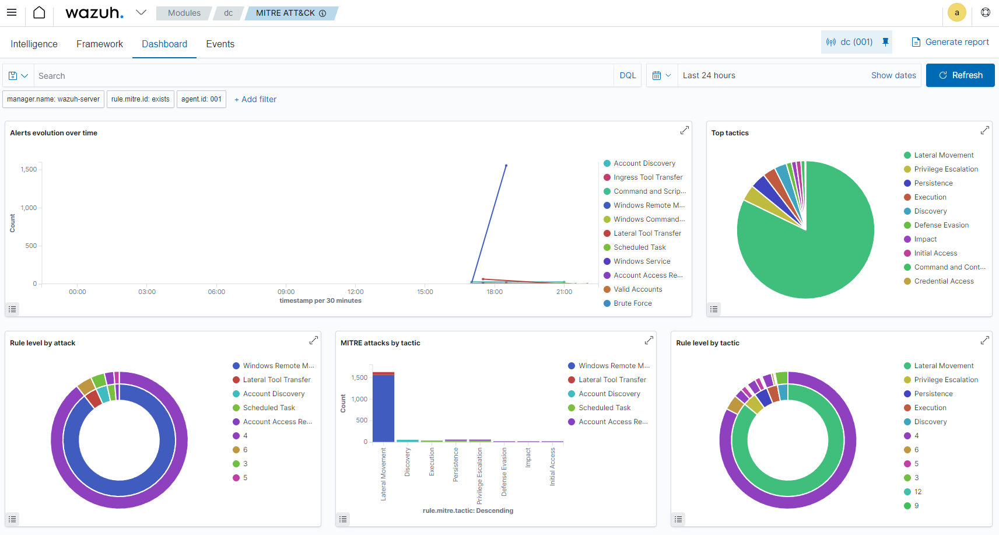 wazuh.
Modules
dc
MITRE ATT&CK
a
Intelligence
Framework
Dashboard
Events
dc (001)
Generate report
Search
DQL
Last 24 hours
Show dates
Refresh
manager.name: wazuh-server
rule.mitre.id: exists
agent.id: 001
+ Add filter
Alerts evolution over time
1,500
1,000
500
0
Count
00:00
03:00
06:00
09:00
12:00
15:00
18:00
21:00
timestamp per 30 minutes
Account Discovery
Ingress Tool Transfer
Command and Scrip...
Windows Remote M...
Windows Command...
Lateral Tool Transfer
Scheduled Task
Windows Service
Account Access Re...
Valid Accounts
Brute Force
Top tactics
Lateral Movement
Privilege Escalation
Persistence
Execution
Discovery
Defense Evasion
Impact
Initial Access
Command and Cont...
Credential Access
Rule level by attack
Windows Remote M...
Lateral Tool Transfer
Account Discovery
Scheduled Task
Account Access Re...
4
6
3
5
MITRE attacks by tactic
Count
1,500
1,000
500
0
Lateral Movement
Discovery
Execution
Persistence
Privilege Escalation
Defense Evasion
Impact
Initial Access
rule.mitre.tactic: Descending
Windows Remote M...
Lateral Tool Transfer
Account Discovery
Scheduled Task
Account Access Re...
Rule level by tactic
Lateral Movement
Privilege Escalation
Persistence
Execution
Discovery
4
6
5
3
12
9